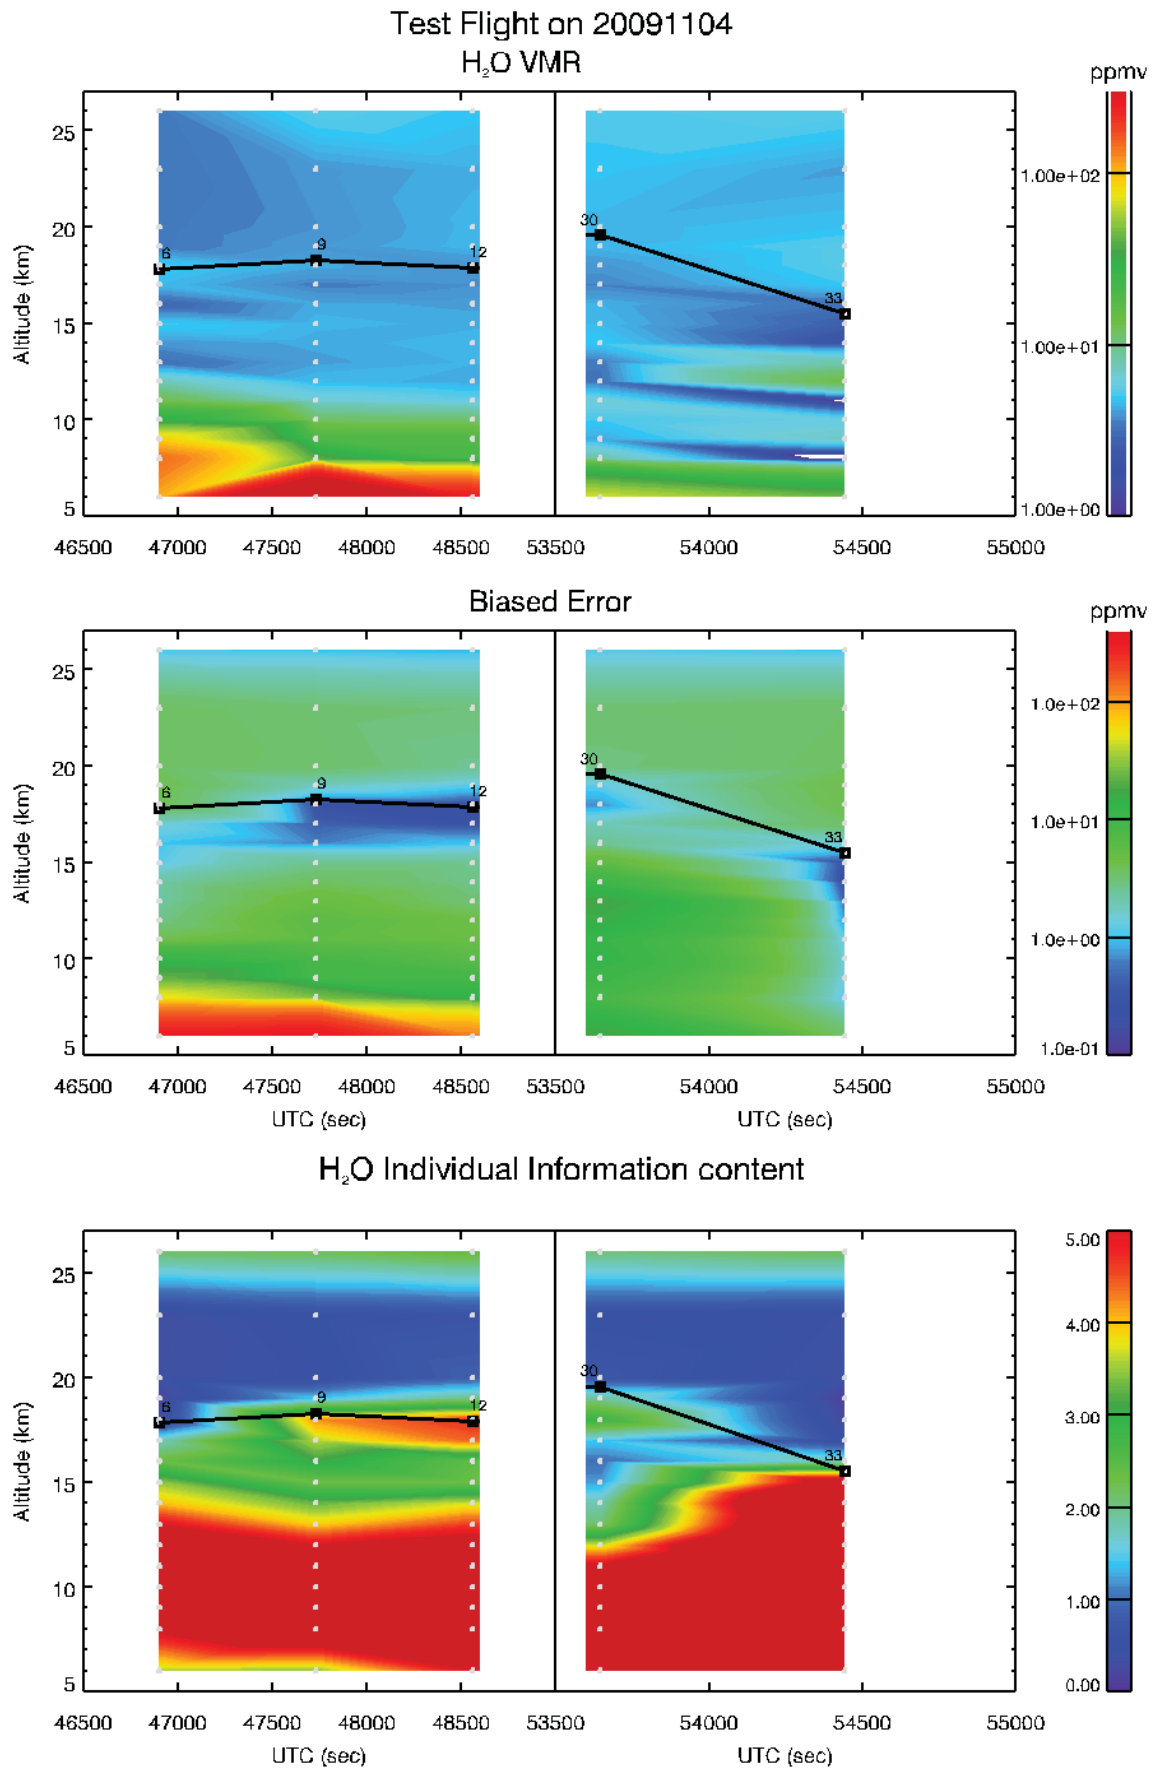 Test Flight on 20091104
H₂O VMR
ppmv
25
20
15
10
5
Altitude (km)
6
9
12
30
33
1.00e+02
1.00e+01
1.00e+00
46500 47000 47500 48000 48500 53500 54000 54500 55000
Biased Error
ppmv
25
20
15
10
5
Altitude (km)
6
9
12
30
33
1.0e+02
1.0e+01
1.0e+00
1.0e-01
46500 47000 47500 48000 48500 53500 54000 54500 55000
UTC (sec) UTC (sec)
H₂O Individual Information content
25
20
15
10
5
Altitude (km)
6
9
12
30
33
5.00
4.00
3.00
2.00
1.00
0.00
46500 47000 47500 48000 48500 53500 54000 54500 55000
UTC (sec) UTC (sec)